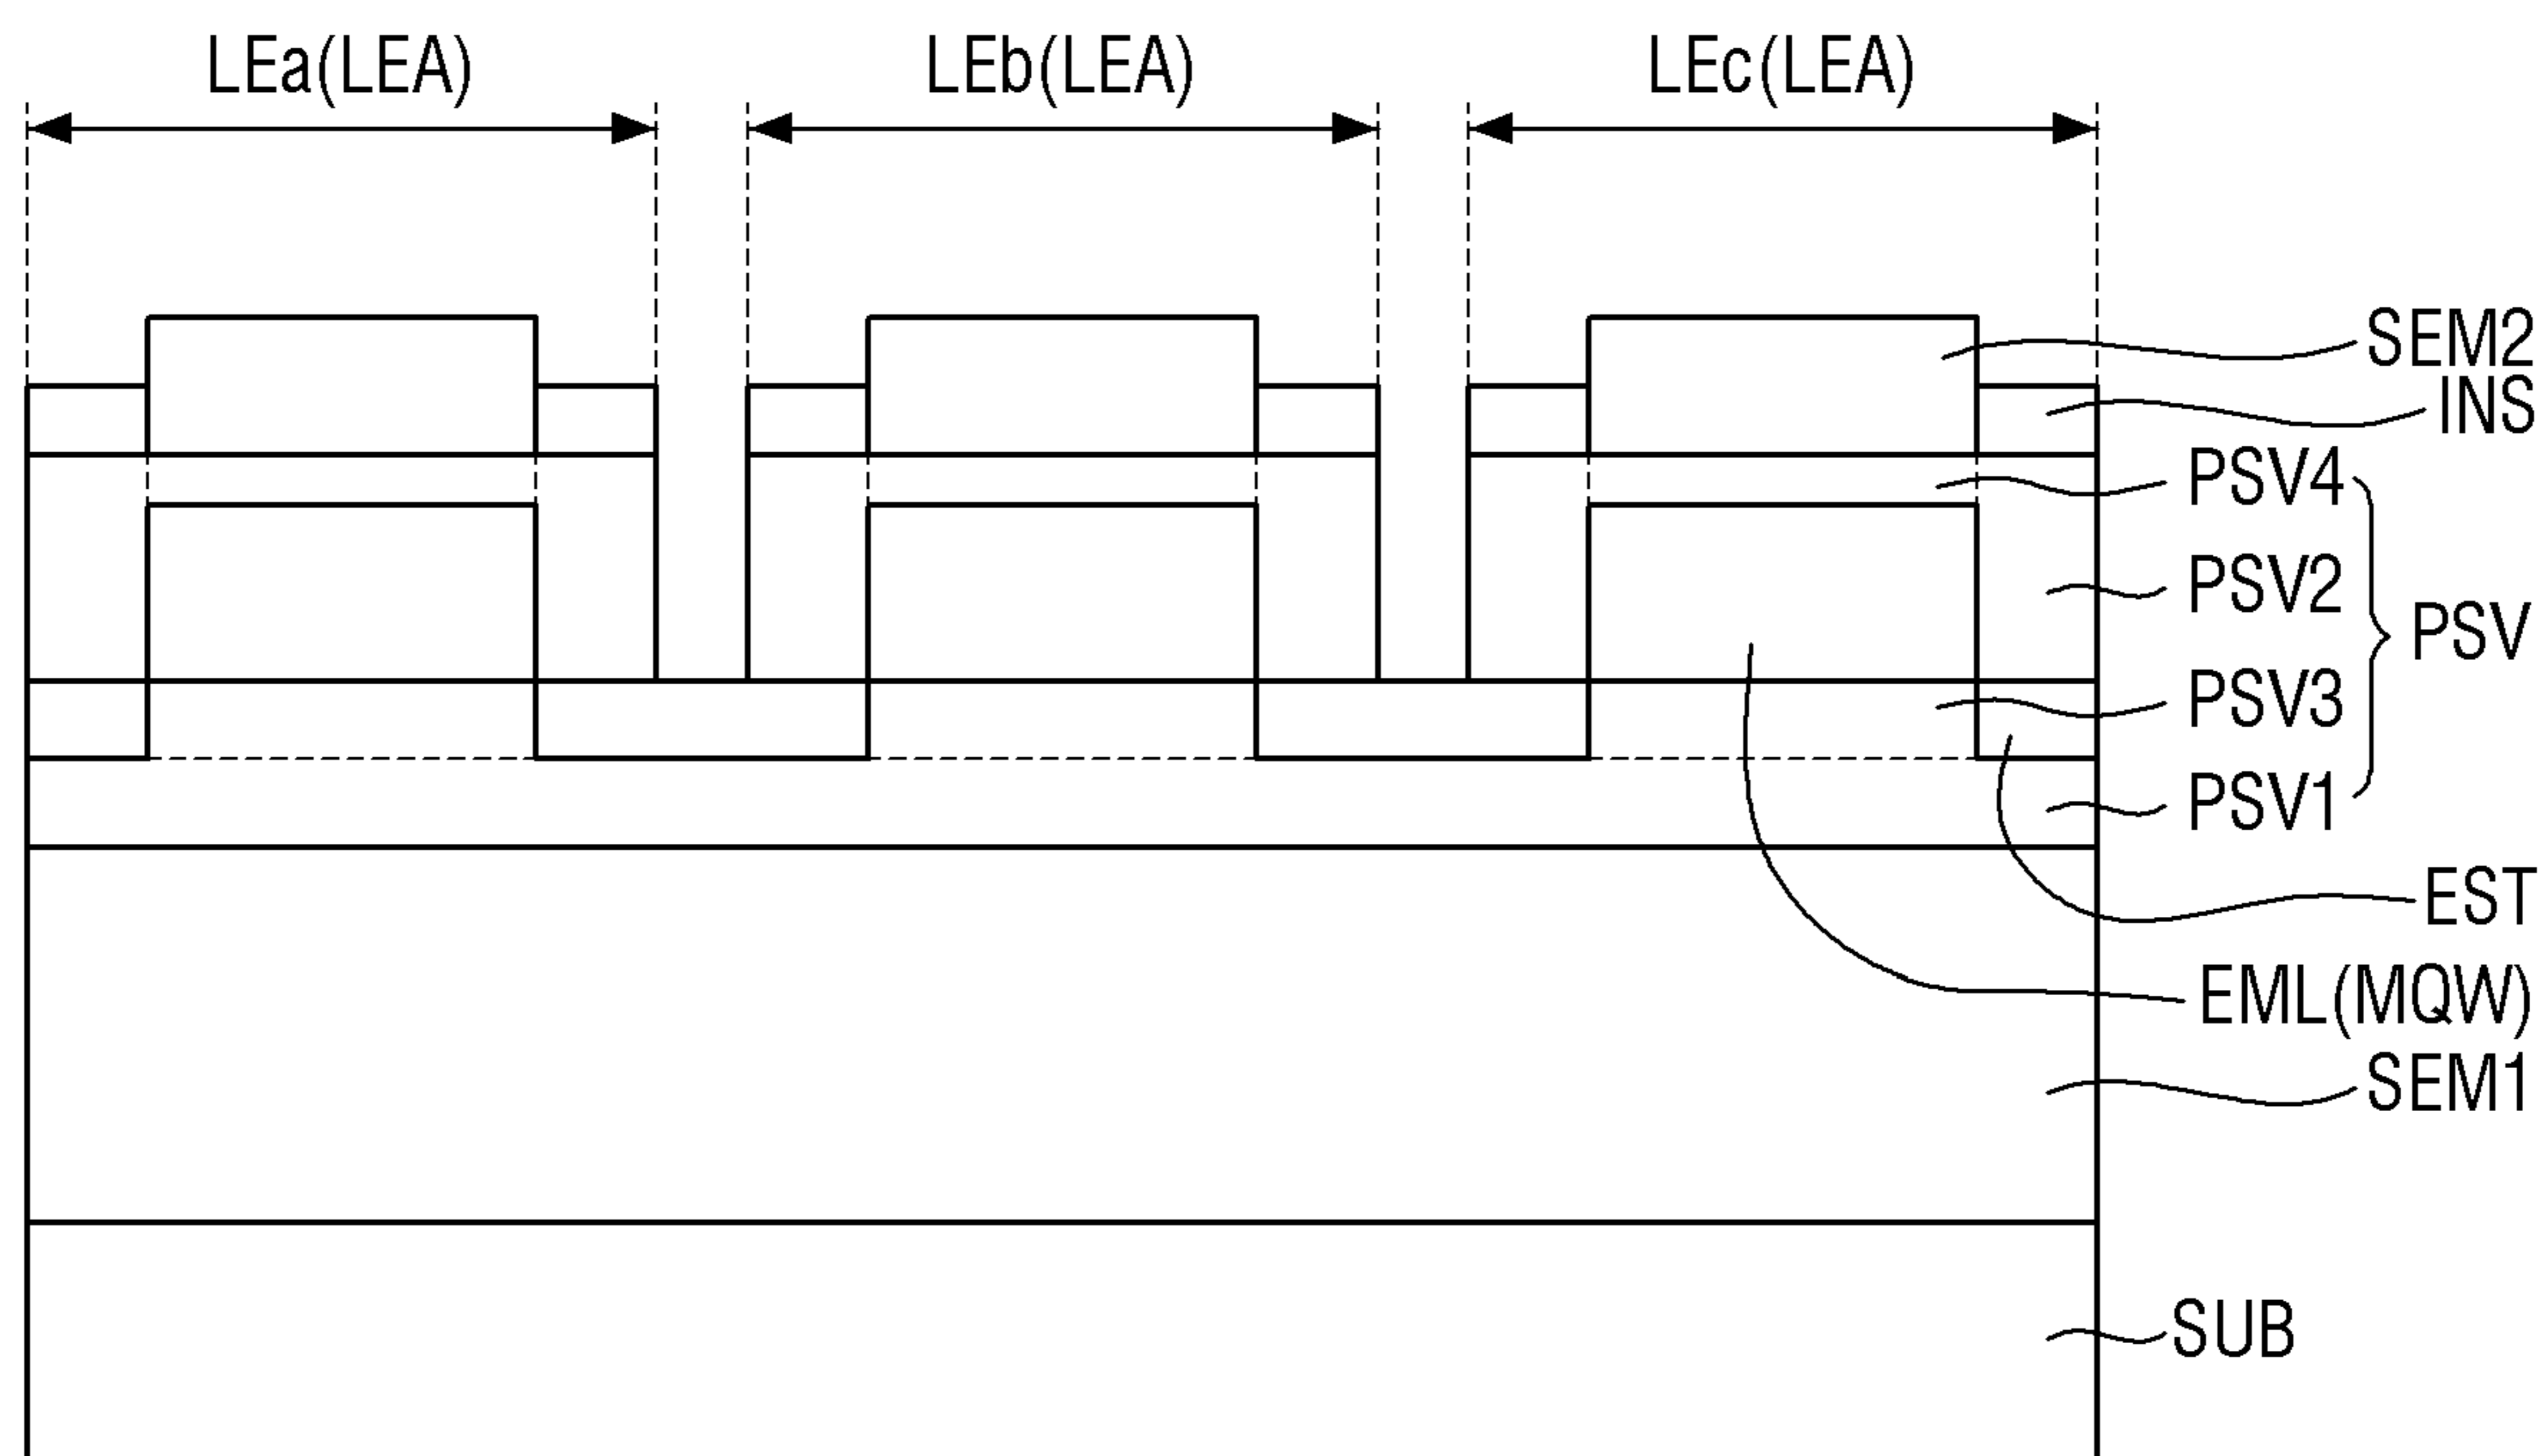 LEa(LEA) LEb(LEA) LEc(LEA)
SEM2
INS
PSV4
PSV2
PSV
PSV3
PSV1
EST
EML(MQW)
SEM1
SUB